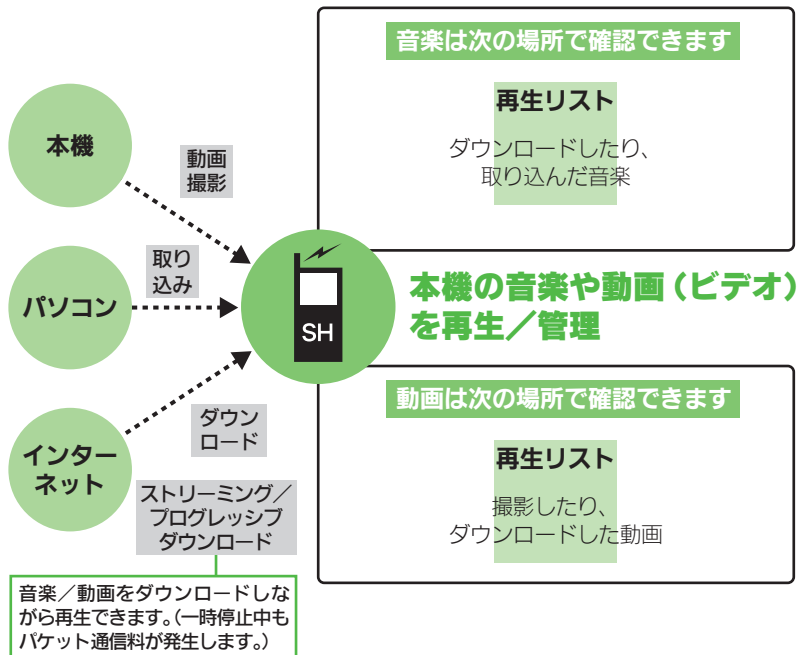 音楽は次の場所で確認できます
再生リスト
ダウンロードしたり、
取り込んだ音楽
本機
動画
撮影
取り
込み
パソコン
SH
本機の音楽や動画（ビデオ）
を再生／管理
動画は次の場所で確認できます
再生リスト
撮影したり、
ダウンロードした動画
ダウン
ロード
インター
ネット
ストリーミング／
プログレッシブ
ダウンロード
音楽／動画をダウンロードしな
がら再生できます。（一時停止中も
パケット通信料が発生します。）